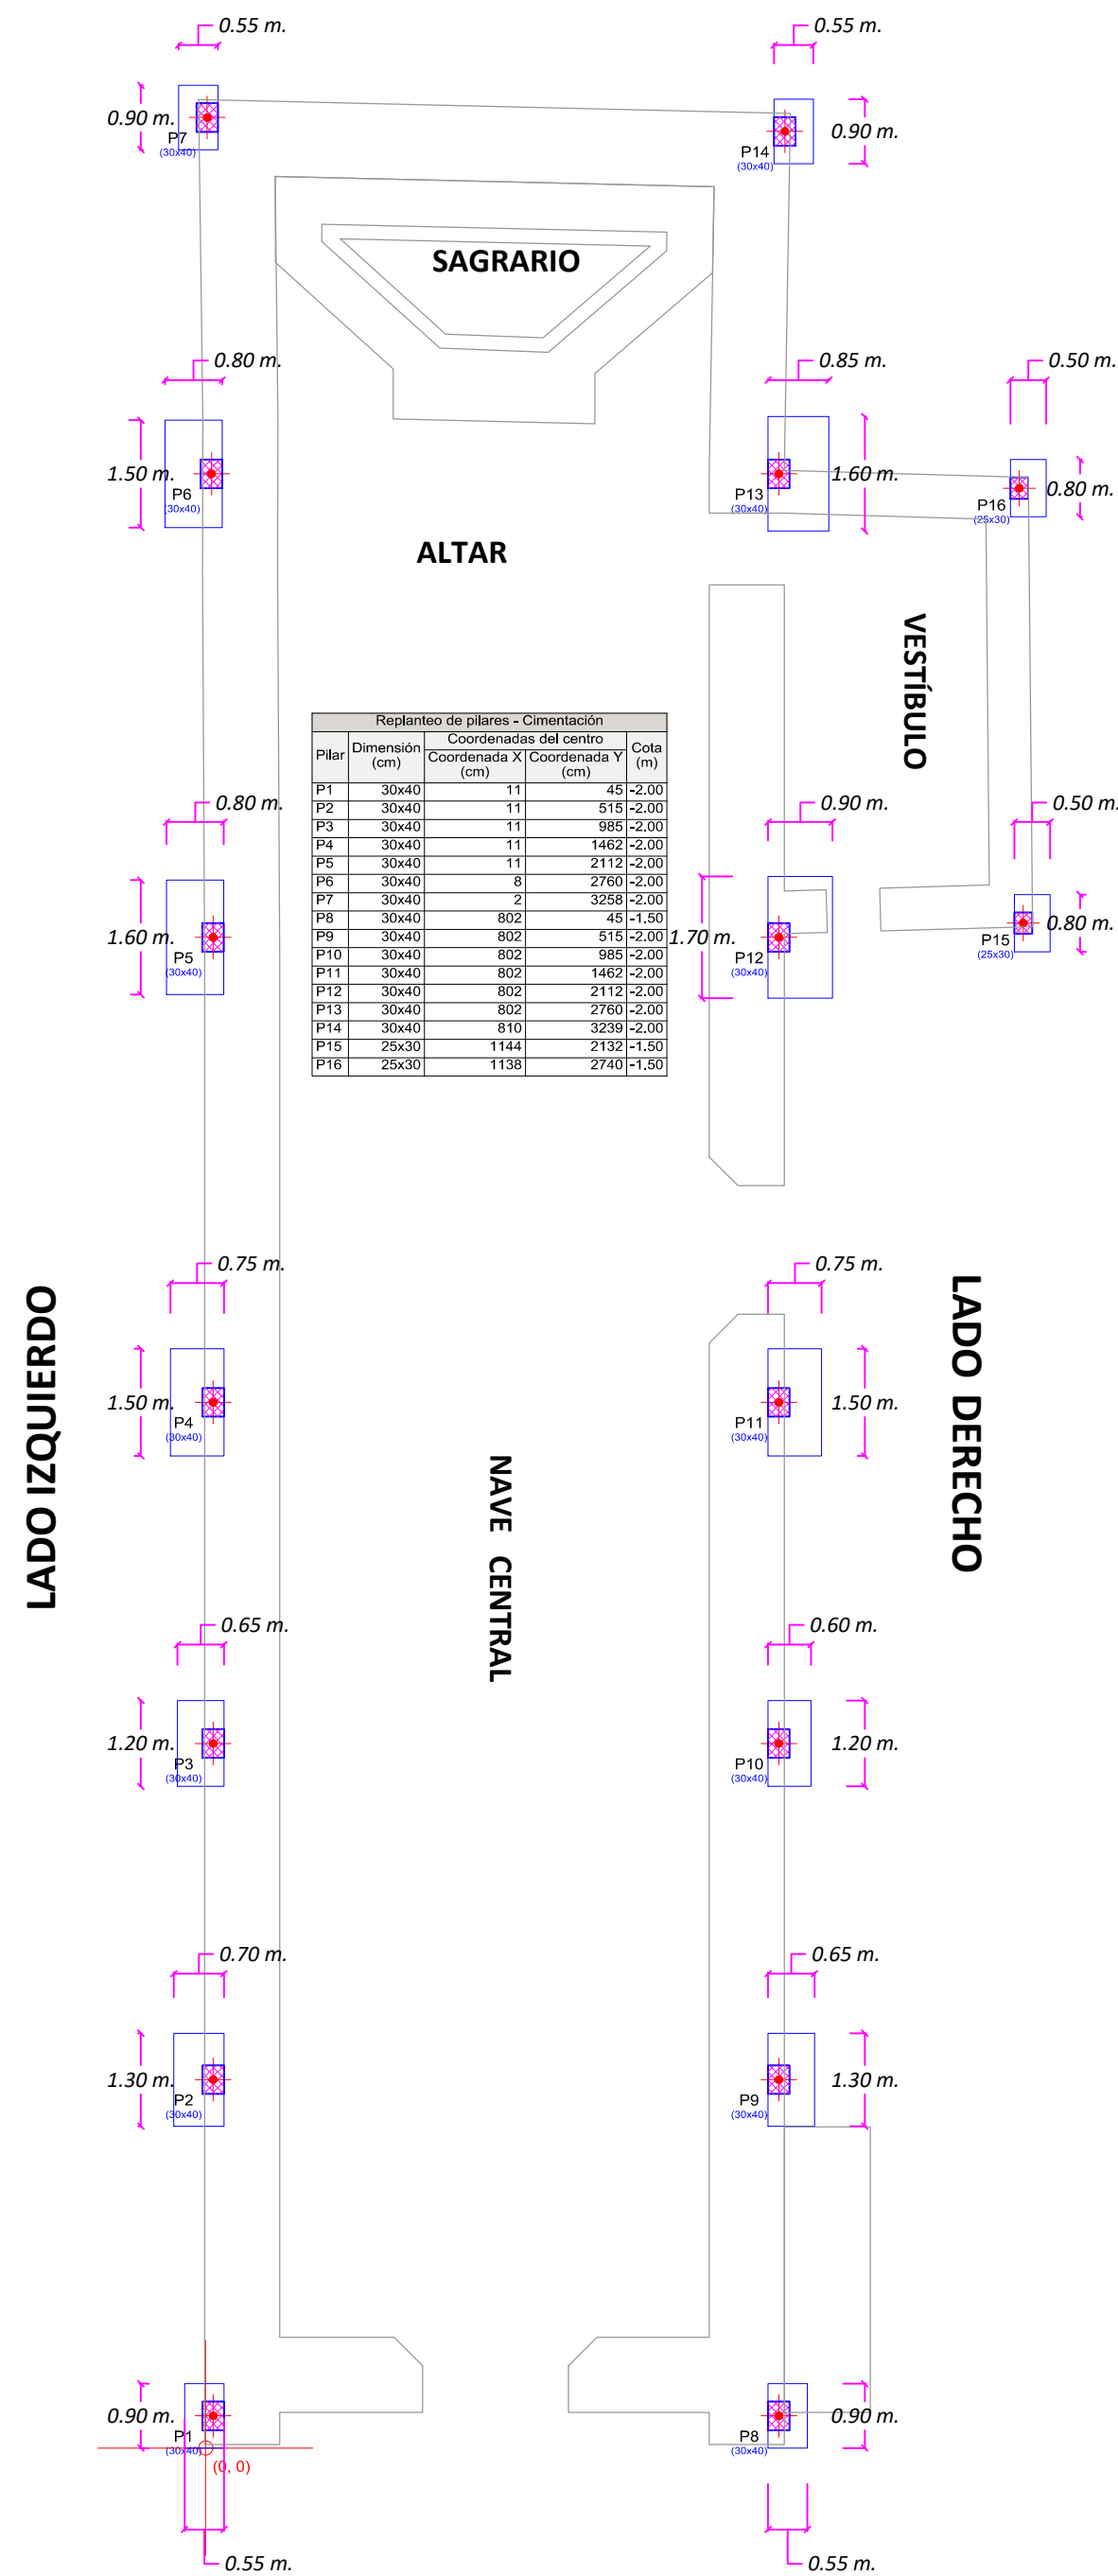 0.55 m.
0.55 m.
0.90 m.
P7
(30x40)
P14
(30x40)
0.90 m.
SAGRARIO
0.80 m.
0.85 m.
0.50 m.
1.50 m.
P6
(30x40)
P13
(30x40)
1.60 m.
P16
(25x30)
0.80 m.
ALTAR
VESTÍBULO
Replanteo de pilares - Cimentación
Pilar Dimensión (cm) Coordenadas del centro Cota (m)
Coordenada X (cm) Coordenada Y (cm)
P1 30x40 11 45 -2.00
P2 30x40 11 515 -2.00
P3 30x40 11 985 -2.00
P4 30x40 11 1462 -2.00
P5 30x40 11 2112 -2.00
P6 30x40 8 2760 -2.00
P7 30x40 2 3258 -2.00
P8 30x40 802 45 -1.50
P9 30x40 802 515 -2.00
P10 30x40 802 985 -2.00
P11 30x40 802 1462 -2.00
P12 30x40 802 2112 -2.00
P13 30x40 802 2760 -2.00
P14 30x40 810 3239 -2.00
P15 25x30 1144 2132 -1.50
P16 25x30 1138 2740 -1.50
0.80 m.
0.90 m.
0.50 m.
1.60 m.
P5
(30x40)
1.70 m.
P12
(30x40)
P15
(25x30)
0.80 m.
0.75 m.
0.75 m.
LADO IZQUIERDO
LADO DERECHO
1.50 m.
P4
(30x40)
P11
(30x40)
1.50 m.
NAVE CENTRAL
0.65 m.
0.60 m.
1.20 m.
P3
(30x40)
P10
(30x40)
1.20 m.
0.70 m.
0.65 m.
1.30 m.
P2
(30x40)
P9
(30x40)
1.30 m.
0.90 m.
P1
(30x40)
(0, 0)
P8
(30x40)
0.90 m.
0.55 m.
0.55 m.